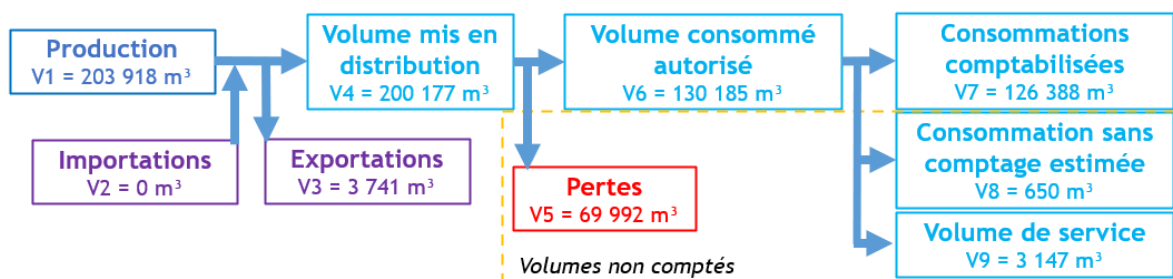 Production
V1 = 203 918 m³
Volume mis en
distribution
V4 = 200 177 m³
Volume consommé
autorisé
V6 = 130 185 m³
Consommations
comptabilisées
V7 = 126 388 m³
Importations
V2 = 0 m³
Exportations
V3 = 3 741 m³
Pertes
V5 = 69 992 m³
Consommation sans
comptage estimée
V8 = 650 m³
Volume de service
V9 = 3 147 m³
Volumes non comptés